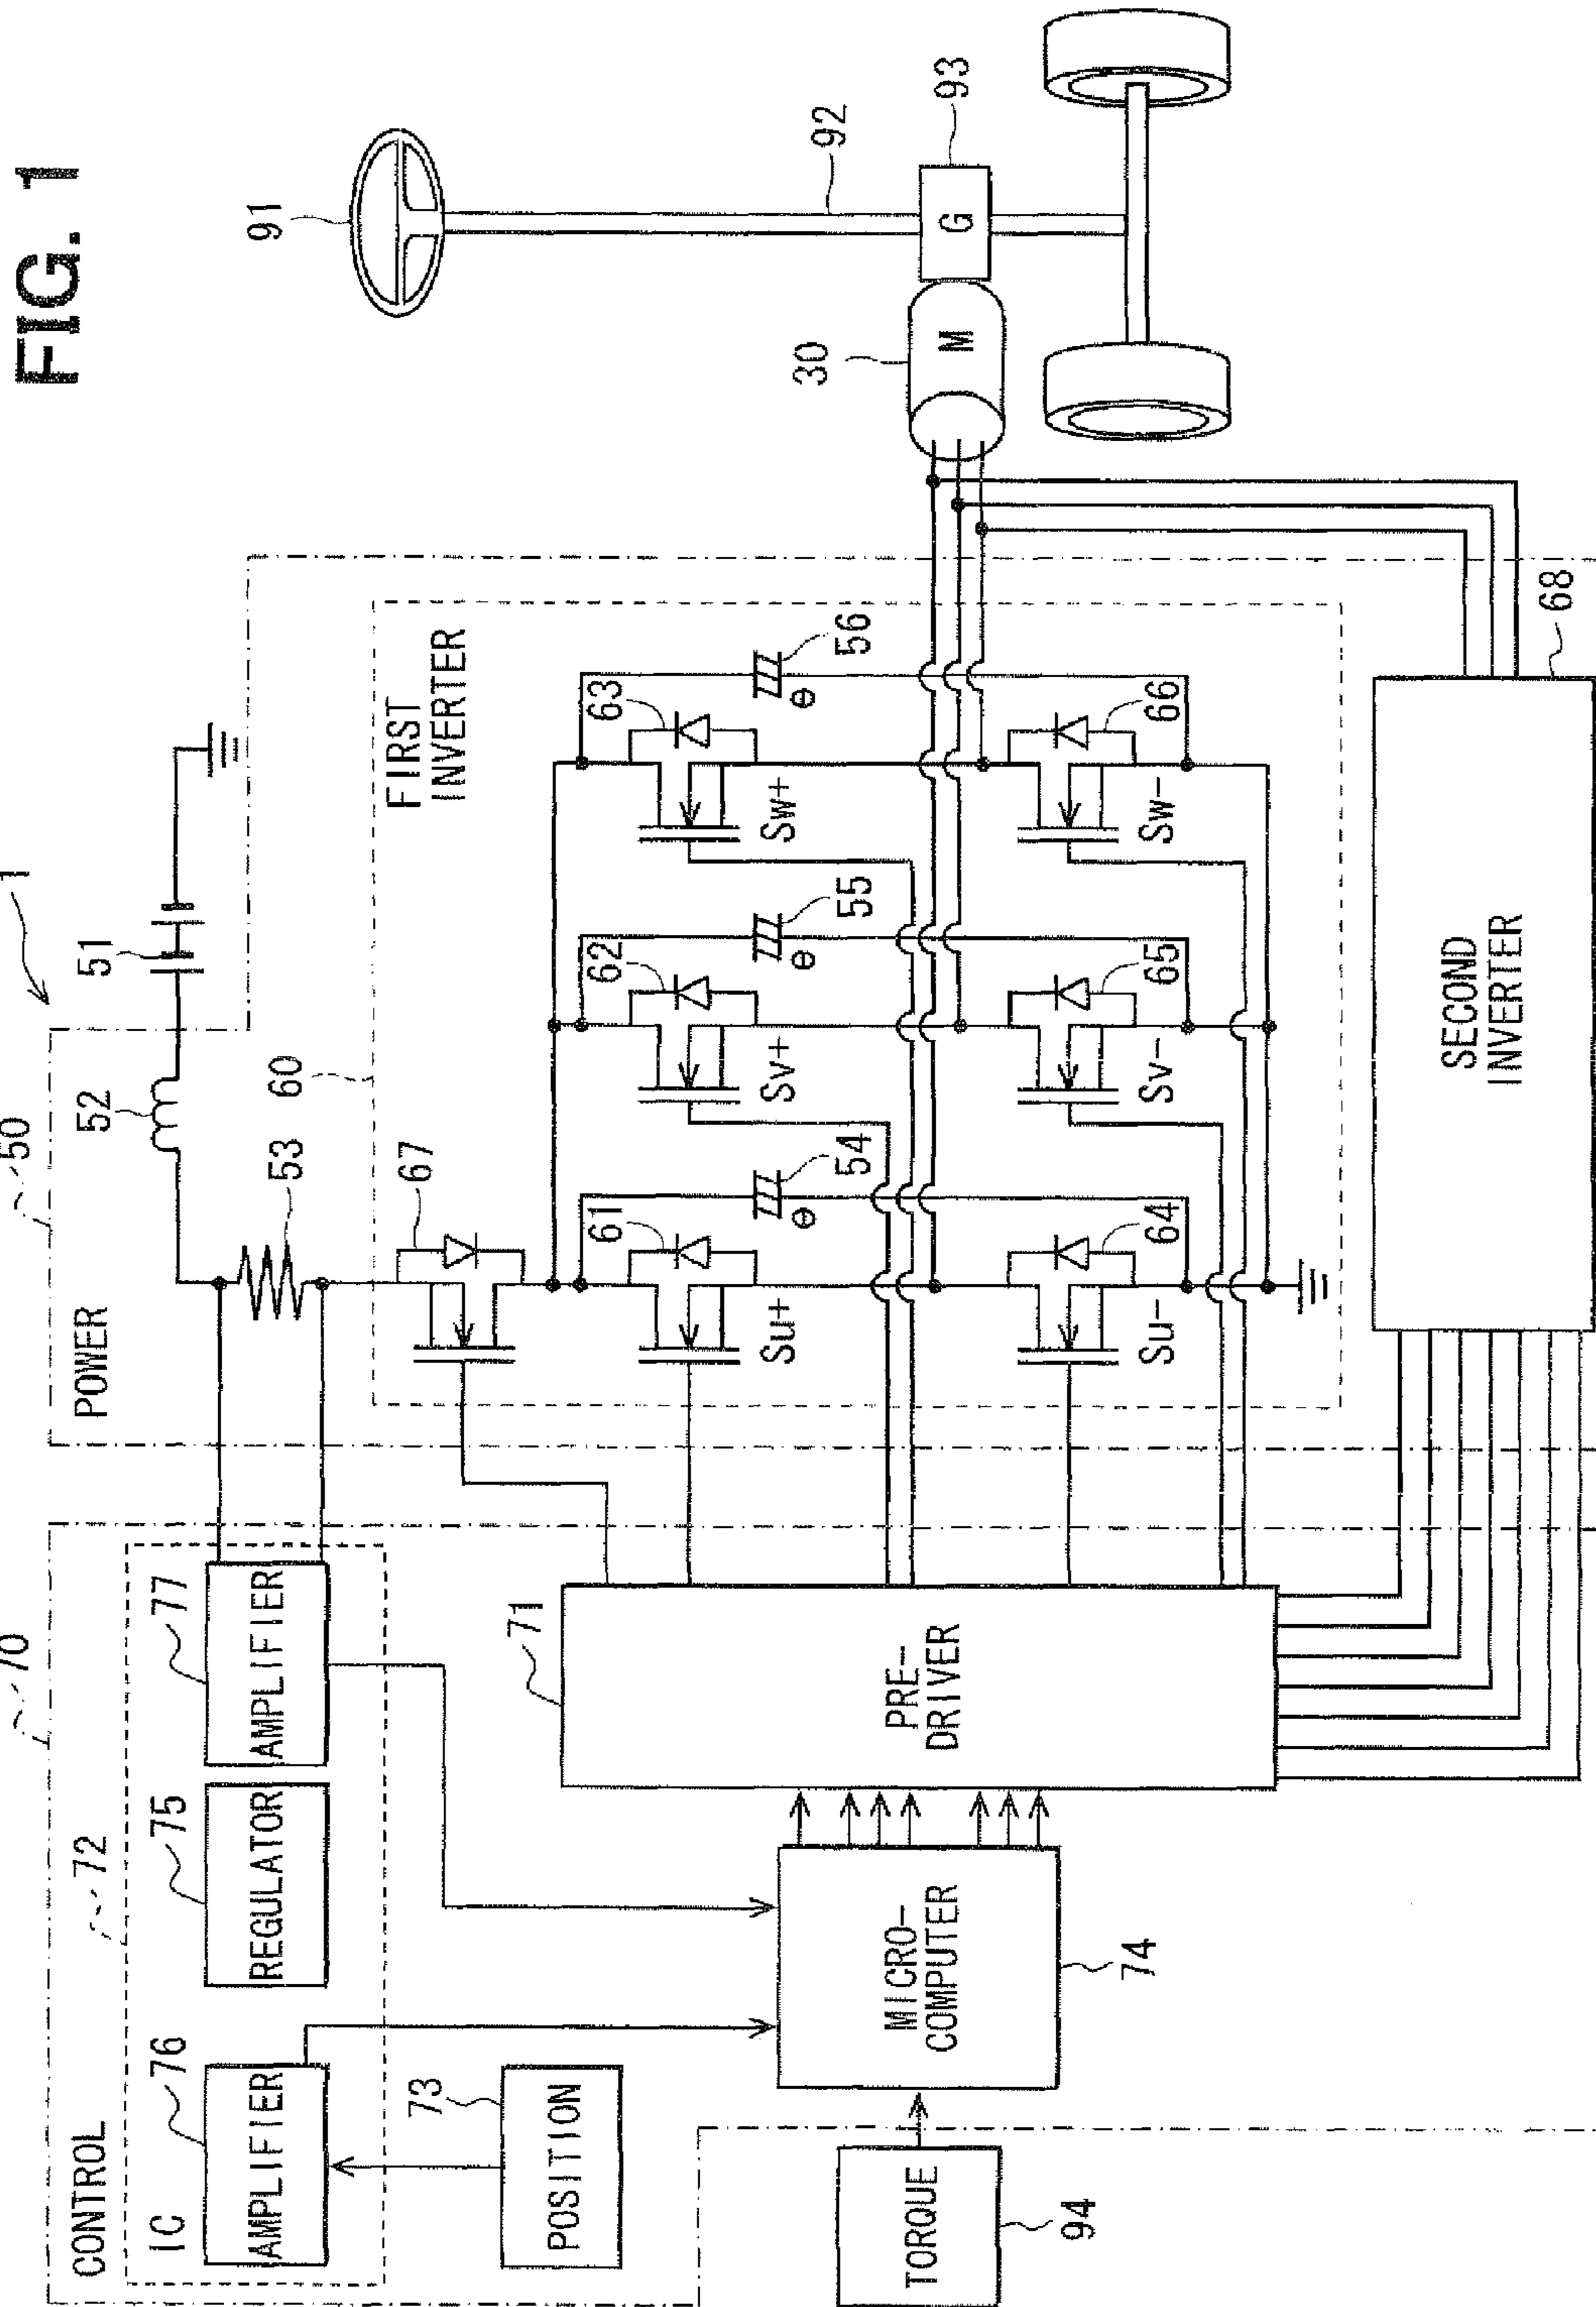 FIG. 1
1
50
POWER
52
51
53
60
67
FIRST
INVERTER
61
62
63
54
55
56
θ
θ
θ
Su+
Sv+
Sw+
64
65
66
Su-
Sv-
Sw-
SECOND
INVERTER
68
91
92
93
G
M
30
70
CONTROL
72
IC
76
AMPLIFIER
75
REGULATOR
77
AMPLIFIER
73
POSITION
71
PRE-
DRIVER
MICRO-
COMPUTER
74
TORQUE
94